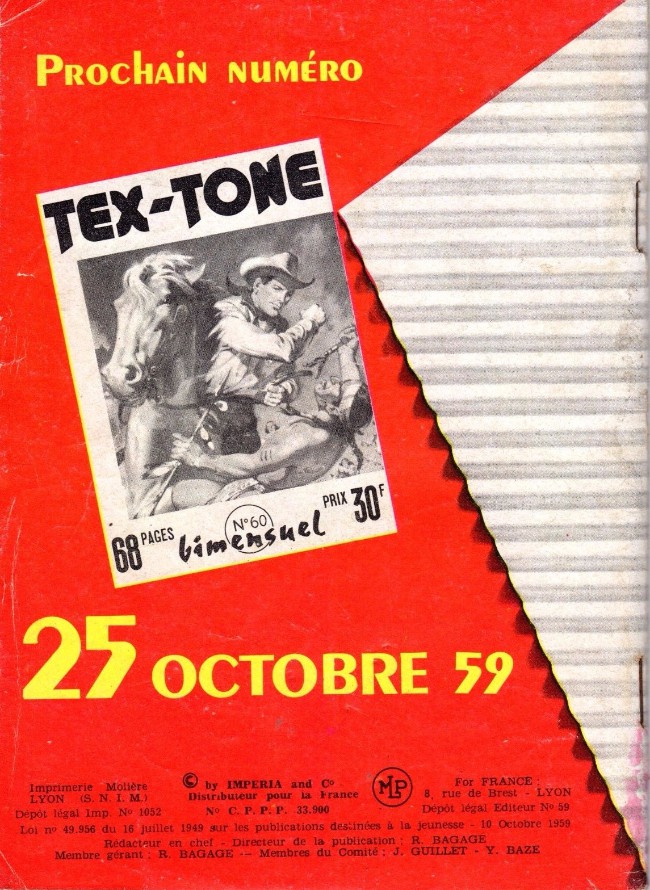 PROCHAIN NUMÉRO
TEX-TONE
68 PAGES
N° 60
bimensuel
PRIX 30F
25 OCTOBRE 59
Imprimerie Molière
LYON (S. N. I. M.)
Dépôt légal Imp. No 1052
© by IMPERIA and Co
Distributeur pour la France
No C. P. P. P. 33.900
MLP
For FRANCE :
8, rue de Brest - LYON
Dépôt légal Editeur No 59
Loi no 49.956 du 16 juillet 1949 sur les publications destinées à la jeunesse - 10 Octobre 1959
Rédacteur en chef - Directeur de la publication : R. BAGAGE
Membre gérant : R. BAGAGE -- Membres du Comité : J. GUILLET - Y. BAZE